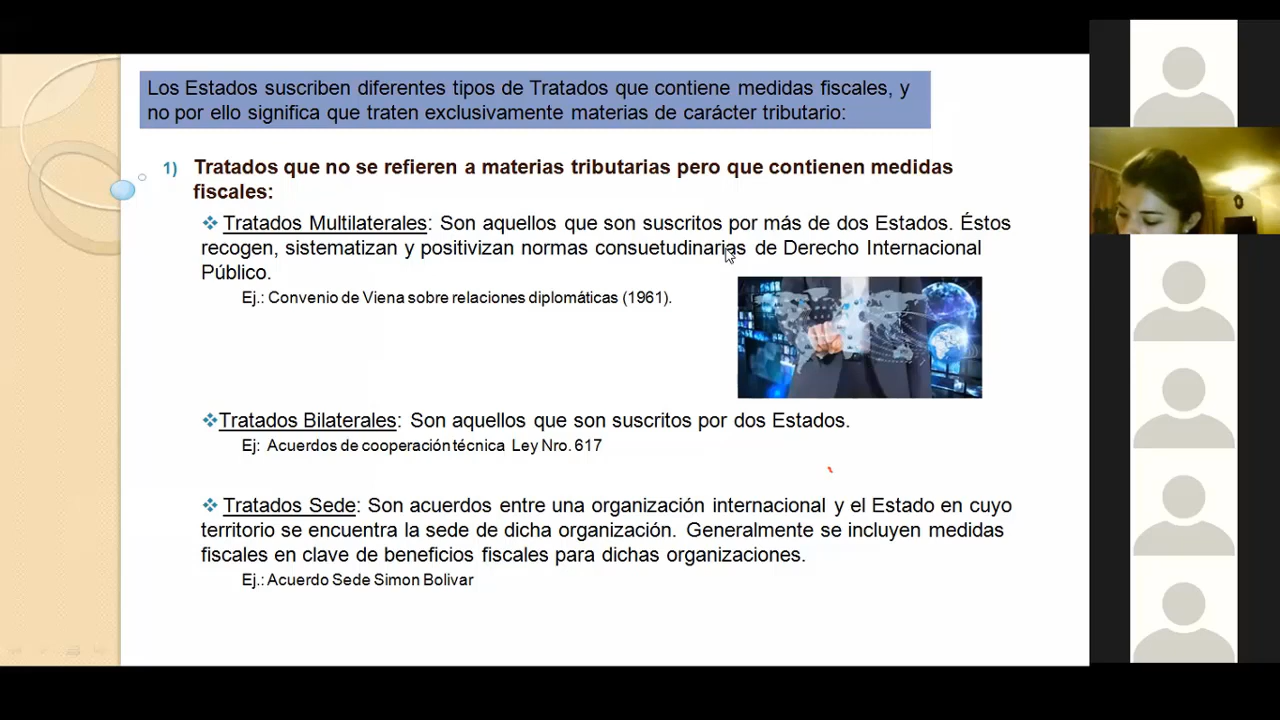 Los Estados suscriben diferentes tipos de Tratados que contiene medidas fiscales, y
no por ello significa que traten exclusivamente materias de carácter tributario:
1) Tratados que no se refieren a materias tributarias pero que contienen medidas
fiscales:
Tratados Multilaterales: Son aquellos que son suscritos por más de dos Estados. Éstos
recogen, sistematizan y positivizan normas consuetudinarias de Derecho Internacional
Público.
Ej.: Convenio de Viena sobre relaciones diplomáticas (1961).
Tratados Bilaterales: Son aquellos que son suscritos por dos Estados.
Ej: Acuerdos de cooperación técnica Ley Nro. 617
Tratados Sede: Son acuerdos entre una organización internacional y el Estado en cuyo
territorio se encuentra la sede de dicha organización. Generalmente se incluyen medidas
fiscales en clave de beneficios fiscales para dichas organizaciones.
Ej.: Acuerdo Sede Simon Bolivar